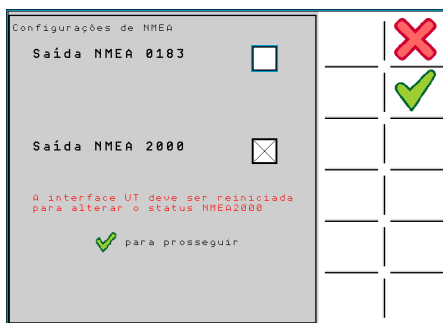 Configurações de NMEA
Saída NMEA 0183
Saída NMEA 2000
A interface UT deve ser reiniciada
para alterar o status NMEA2000
para prosseguir